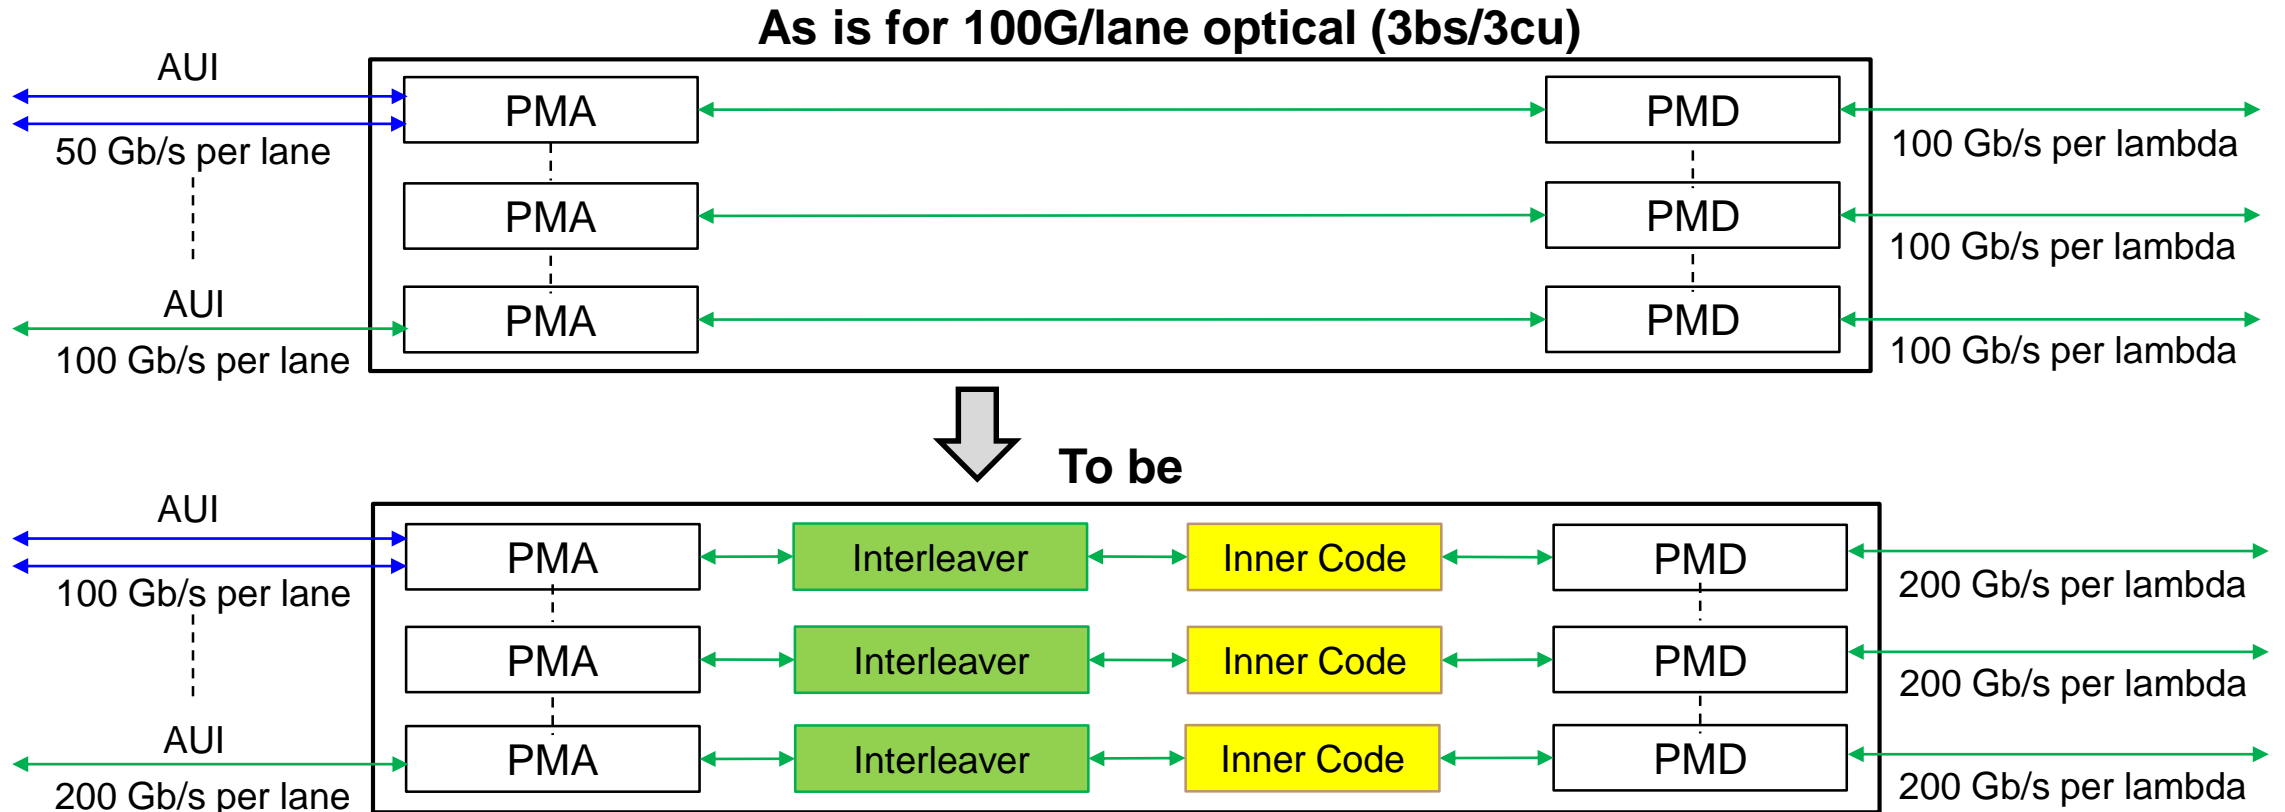 As is for 100G/lane optical (3bs/3cu)
AUI
PMA
PMD
50 Gb/s per lane
100 Gb/s per lambda
PMA
PMD
100 Gb/s per lambda
AUI
PMA
PMD
100 Gb/s per lane
100 Gb/s per lambda
To be
AUI
PMA
Interleaver
Inner Code
PMD
100 Gb/s per lane
200 Gb/s per lambda
PMA
Interleaver
Inner Code
PMD
200 Gb/s per lambda
AUI
PMA
Interleaver
Inner Code
PMD
200 Gb/s per lane
200 Gb/s per lambda